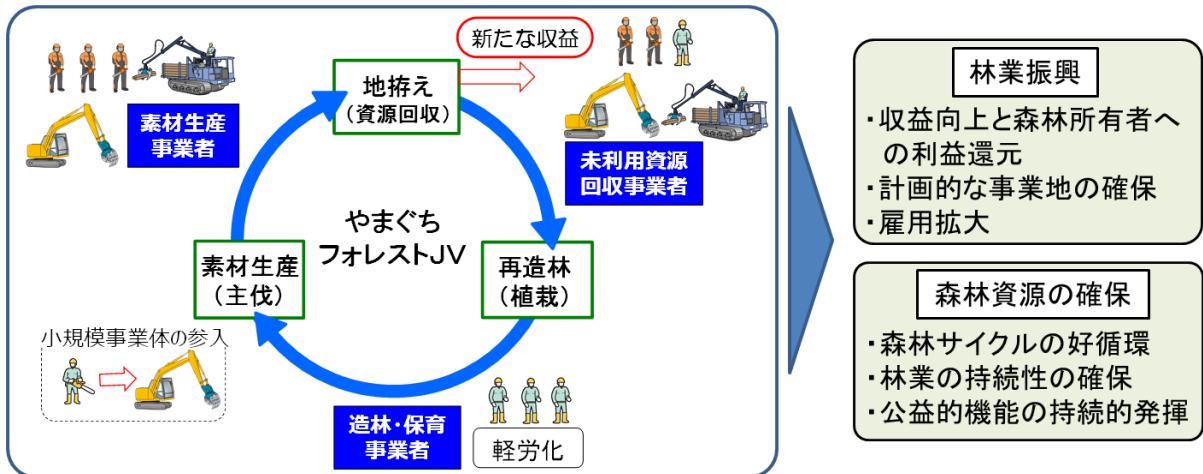 新たな収益
地拵え
(資源回収)
素材生産
事業者
未利用資源
回収事業者
やまぐち
フォレストJV
素材生産
(主伐)
再造林
(植栽)
小規模事業体の参入
造林・保育
事業者
軽労化
林業振興
・収益向上と森林所有者へ
の利益還元
・計画的な事業地の確保
・雇用拡大
森林資源の確保
・森林サイクルの好循環
・林業の持続性の確保
・公益的機能の持続的発揮